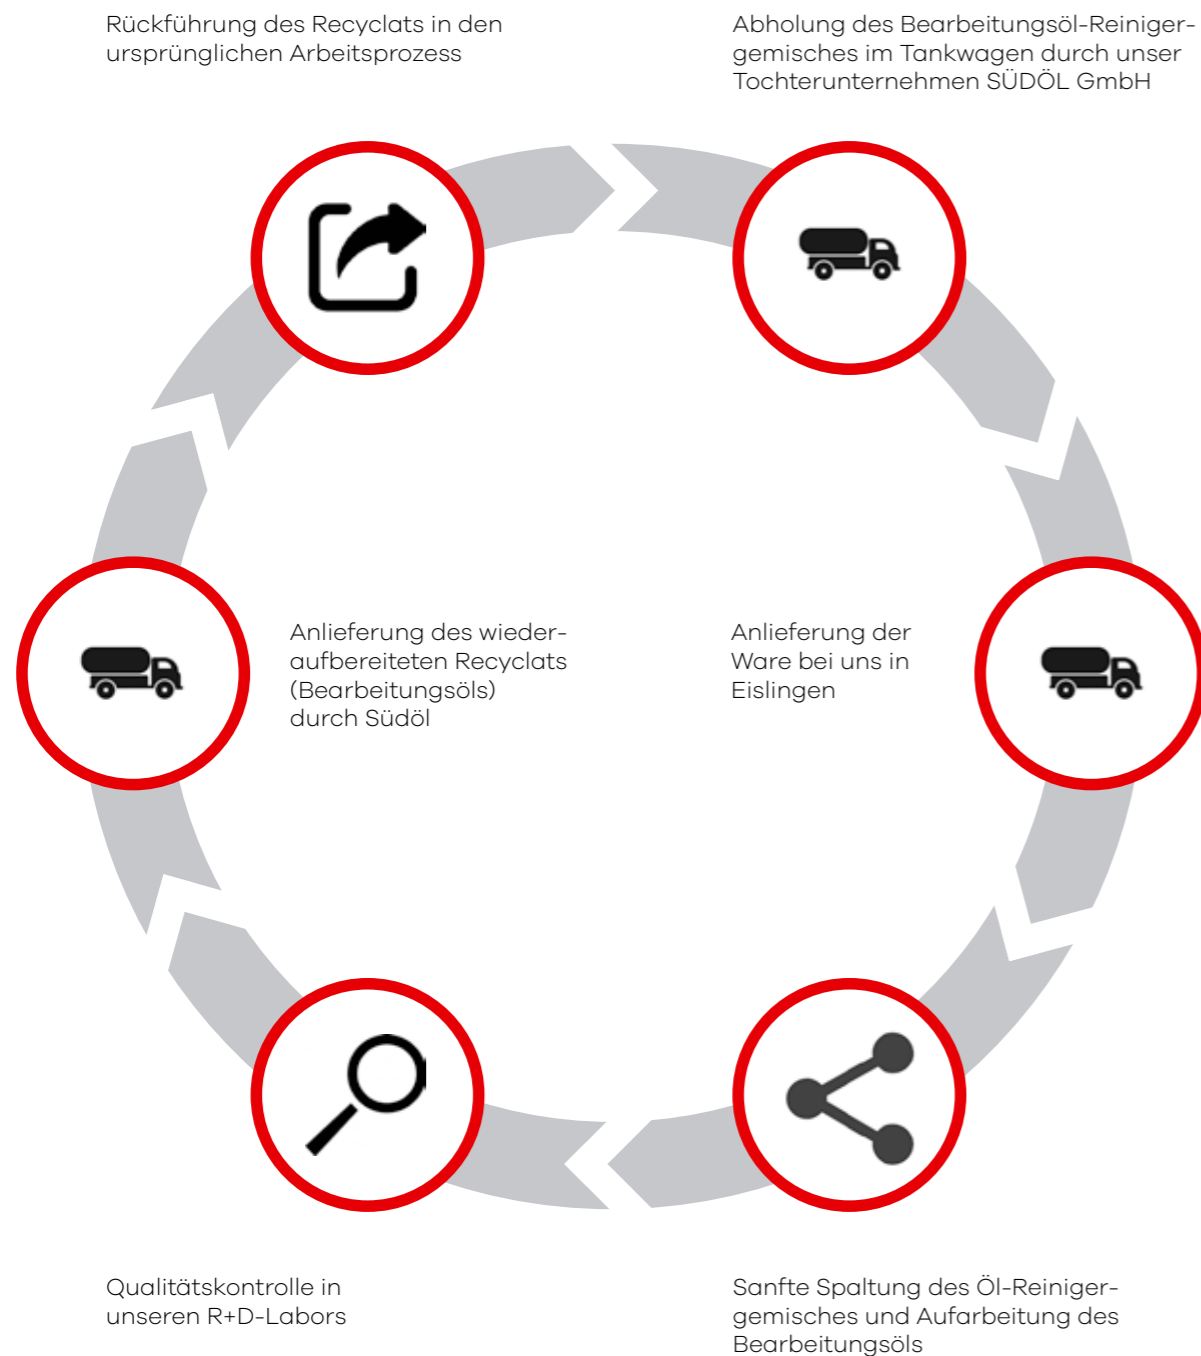 Rückführung des Recyclats in den
ursprünglichen Arbeitsprozess
Abholung des Bearbeitungsöl-Reiniger-
gemisches im Tankwagen durch unser
Tochterunternehmen SÜDÖL GmbH
Anlieferung des wieder-
aufbereiteten Recyclats
(Bearbeitungsöls)
durch Südöl
Anlieferung der
Ware bei uns in
Eislingen
Qualitätskontrolle in
unseren R+D-Labors
Sanfte Spaltung des Öl-Reiniger-
gemisches und Aufarbeitung des
Bearbeitungsöls